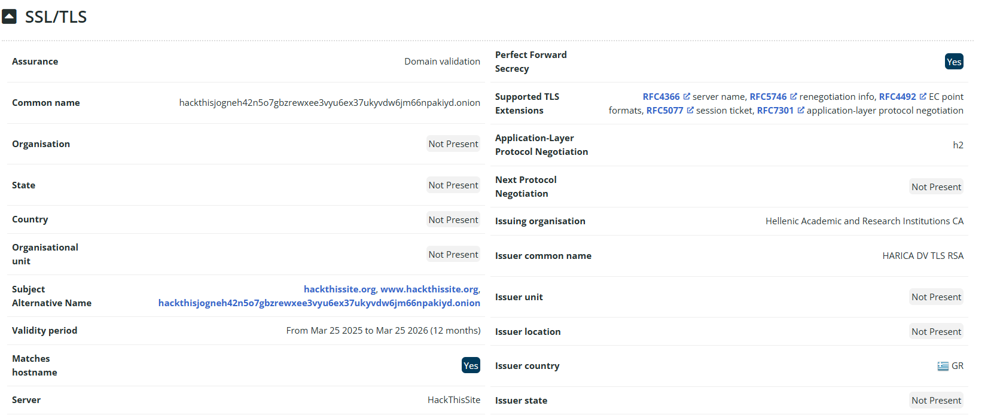 SSL/TLS
Assurance
Domain validation
Common name
hackthisjogneh42n5o7gbzrewxee3vyu6ex37ukyvdw6jm66npakiyd.onion
Organisation
Not Present
State
Not Present
Country
Not Present
Organisational
unit
Not Present
Subject
Alternative Name
hackthissite.org, www.hackthissite.org,
hackthisjogneh42n5o7gbzrewxee3vyu6ex37ukyvdw6jm66npakiyd.onion
Validity period
From Mar 25 2025 to Mar 25 2026 (12 months)
Matches
hostname
Yes
Server
HackThisSite
Perfect Forward
Secrecy
Yes
Supported TLS
Extensions
RFC4366 server name, RFC5746 renegotiation info, RFC4492 EC point
formats, RFC5077 session ticket, RFC7301 application-layer protocol negotiation
Application-Layer
Protocol Negotiation
h2
Next Protocol
Negotiation
Not Present
Issuing organisation
Hellenic Academic and Research Institutions CA
Issuer common name
HARICA DV TLS RSA
Issuer unit
Not Present
Issuer location
Not Present
Issuer country
GR
Issuer state
Not Present